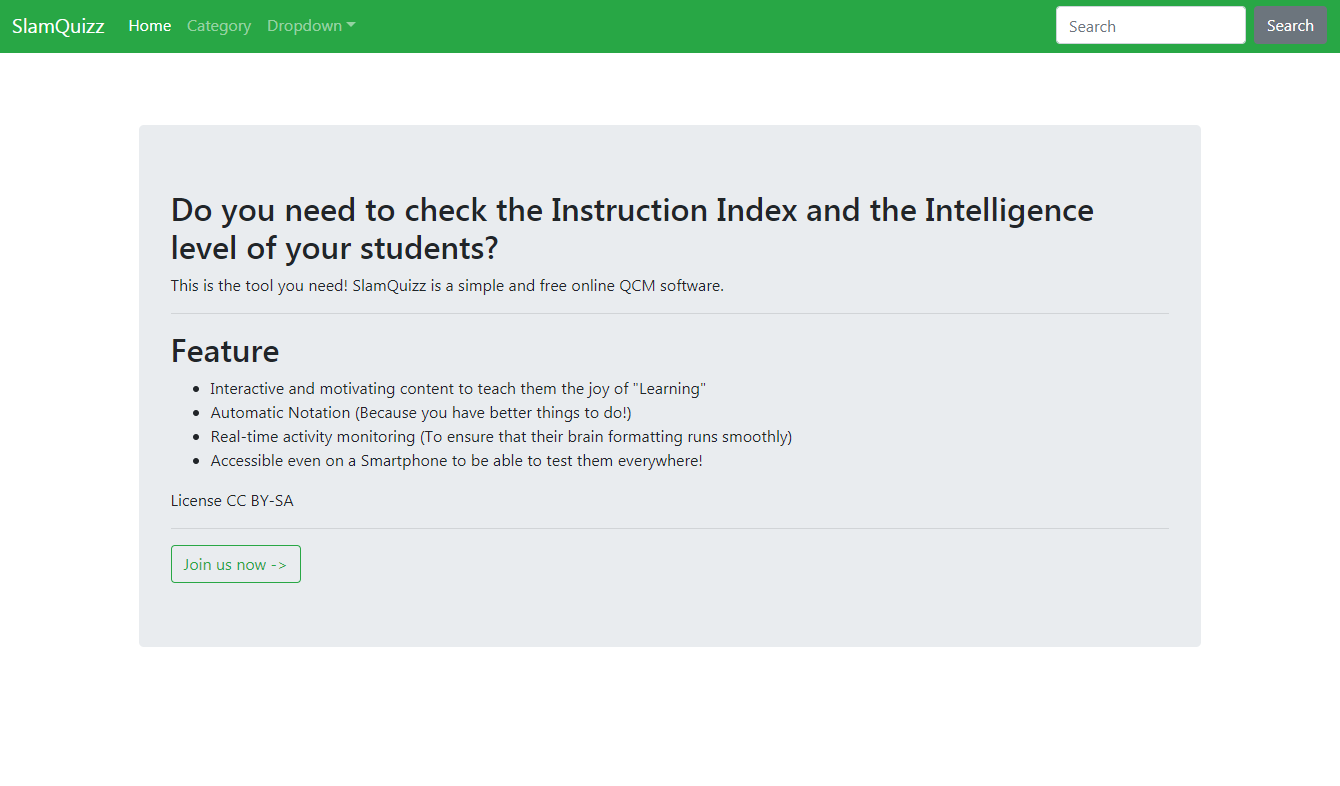 SlamQuizz Home Category Dropdown Search Search
Do you need to check the Instruction Index and the Intelligence
level of your students?
This is the tool you need! SlamQuizz is a simple and free online QCM software.
Feature
Interactive and motivating content to teach them the joy of "Learning"
Automatic Notation (Because you have better things to do!)
Real-time activity monitoring (To ensure that their brain formatting runs smoothly)
Accessible even on a Smartphone to be able to test them everywhere!
License CC BY-SA
Join us now ->